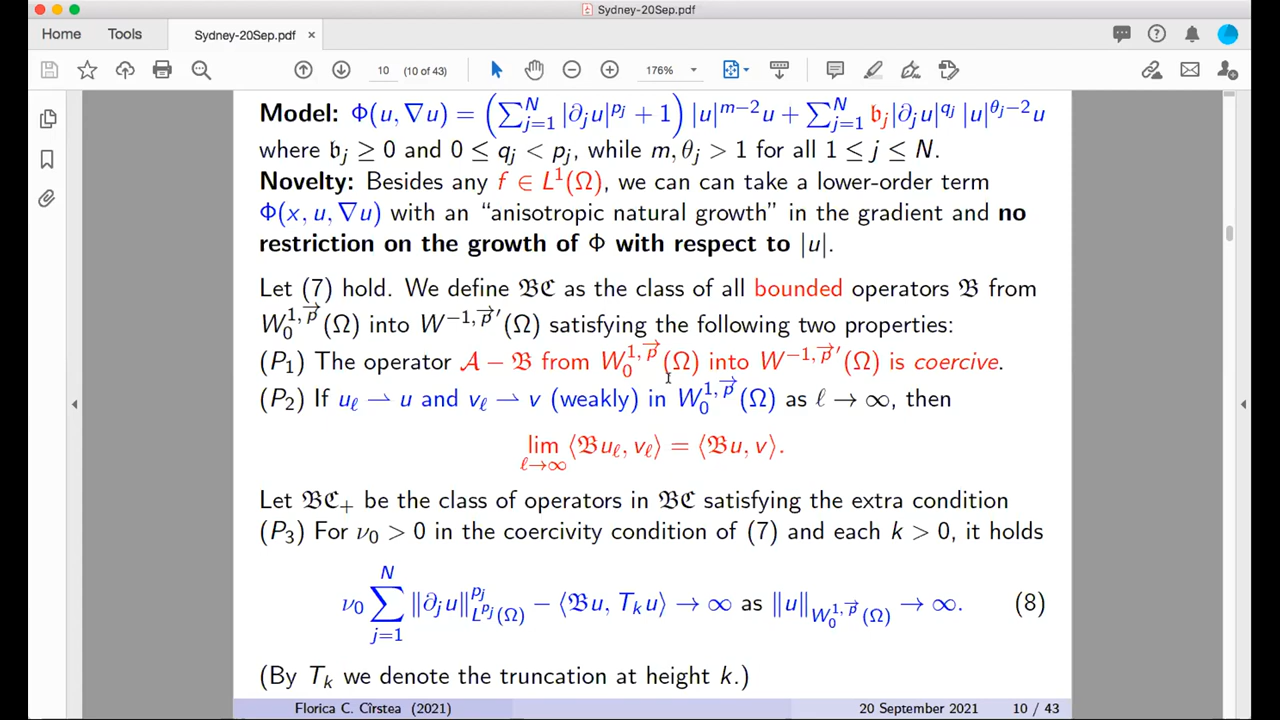 Sydney-20Sep.pdf
Home Tools Sydney-20Sep.pdf ×
10 (10 of 43) 176%
Model: Φ(u, ∇u) = (∑_{j=1}^{N} |∂_j u|^{p_j} + 1) |u|^{m−2}u + ∑_{j=1}^{N} 𝔟_j|∂_j u|^{q_j} |u|^{θ_j−2}u
where 𝔟_j ≥ 0 and 0 ≤ q_j < p_j, while m, θ_j > 1 for all 1 ≤ j ≤ N.
Novelty: Besides any f ∈ L^1(Ω), we can can take a lower-order term
Φ(x, u, ∇u) with an “anisotropic natural growth” in the gradient and no
restriction on the growth of Φ with respect to |u|.
Let (7) hold. We define 𝔅ℭ as the class of all bounded operators 𝔅 from
W_0^{1,\overrightarrow{p}}(Ω) into W^{−1,\overrightarrow{p}′}(Ω) satisfying the following two properties:
(P_1) The operator 𝒜 − 𝔅 from W_0^{1,\overrightarrow{p}}(Ω) into W^{−1,\overrightarrow{p}′}(Ω) is coercive.
(P_2) If u_ℓ ⇀ u and v_ℓ ⇀ v (weakly) in W_0^{1,\overrightarrow{p}}(Ω) as ℓ → ∞, then
lim_{ℓ→∞} ⟨𝔅u_ℓ, v_ℓ⟩ = ⟨𝔅u, v⟩.
Let 𝔅ℭ_+ be the class of operators in 𝔅ℭ satisfying the extra condition
(P_3) For ν_0 > 0 in the coercivity condition of (7) and each k > 0, it holds
ν_0 ∑_{j=1}^{N} ‖∂_j u‖_{L^{p_j}(Ω)}^{p_j} − ⟨𝔅u, T_k u⟩ → ∞ as ‖u‖_{W_0^{1,\overrightarrow{p}}(Ω)} → ∞. (8)
(By T_k we denote the truncation at height k.)
Florica C. Cîrstea (2021) 20 September 2021 10 / 43